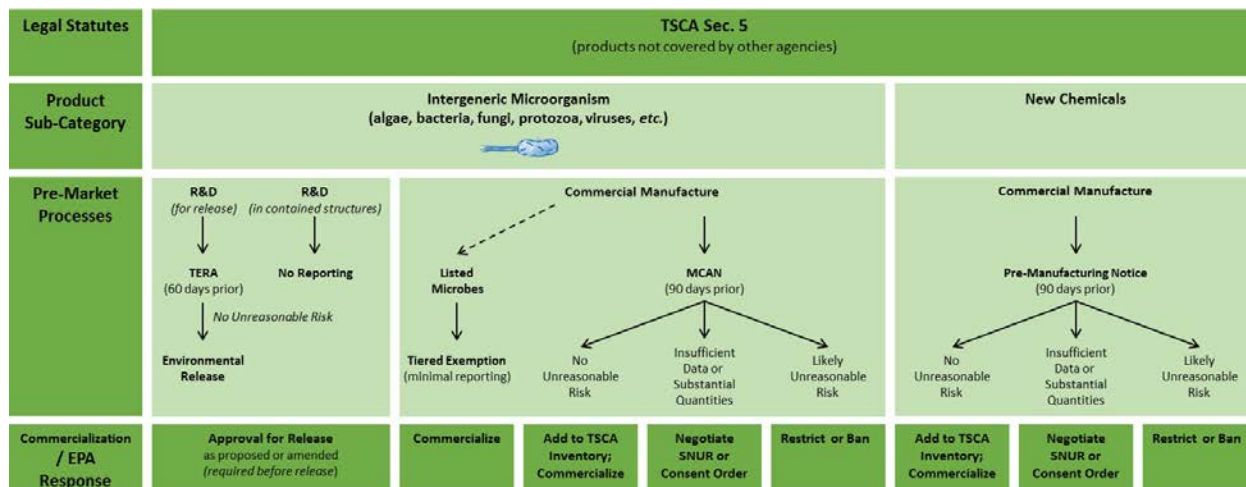 Legal Statutes
TSCA Sec. 5
(products not covered by other agencies)
Product
Sub-Category
Intergeneric Microorganism
(algae, bacteria, fungi, protozoa, viruses, etc.)
New Chemicals
Pre-Market
Processes
R&D
(for release)
R&D
(in contained structures)
TERA
(60 days prior)
No Reporting
No Unreasonable Risk
Environmental
Release
Commercial Manufacture
Listed
Microbes
MCAN
(90 days prior)
Tiered Exemption
(minimal reporting)
No
Unreasonable
Risk
Insufficient
Data or
Substantial
Quantities
Likely
Unreasonable
Risk
Commercial Manufacture
Pre-Manufacturing Notice
(90 days prior)
No
Unreasonable
Risk
Insufficient
Data or
Substantial
Quantities
Likely
Unreasonable
Risk
Commercialization
/ EPA
Response
Approval for Release
as proposed or amended
(required before release)
Commercialize
Add to TSCA
Inventory;
Commercialize
Negotiate
SNUR or
Consent Order
Restrict or Ban
Add to TSCA
Inventory;
Commercialize
Negotiate
SNUR or
Consent Order
Restrict or Ban